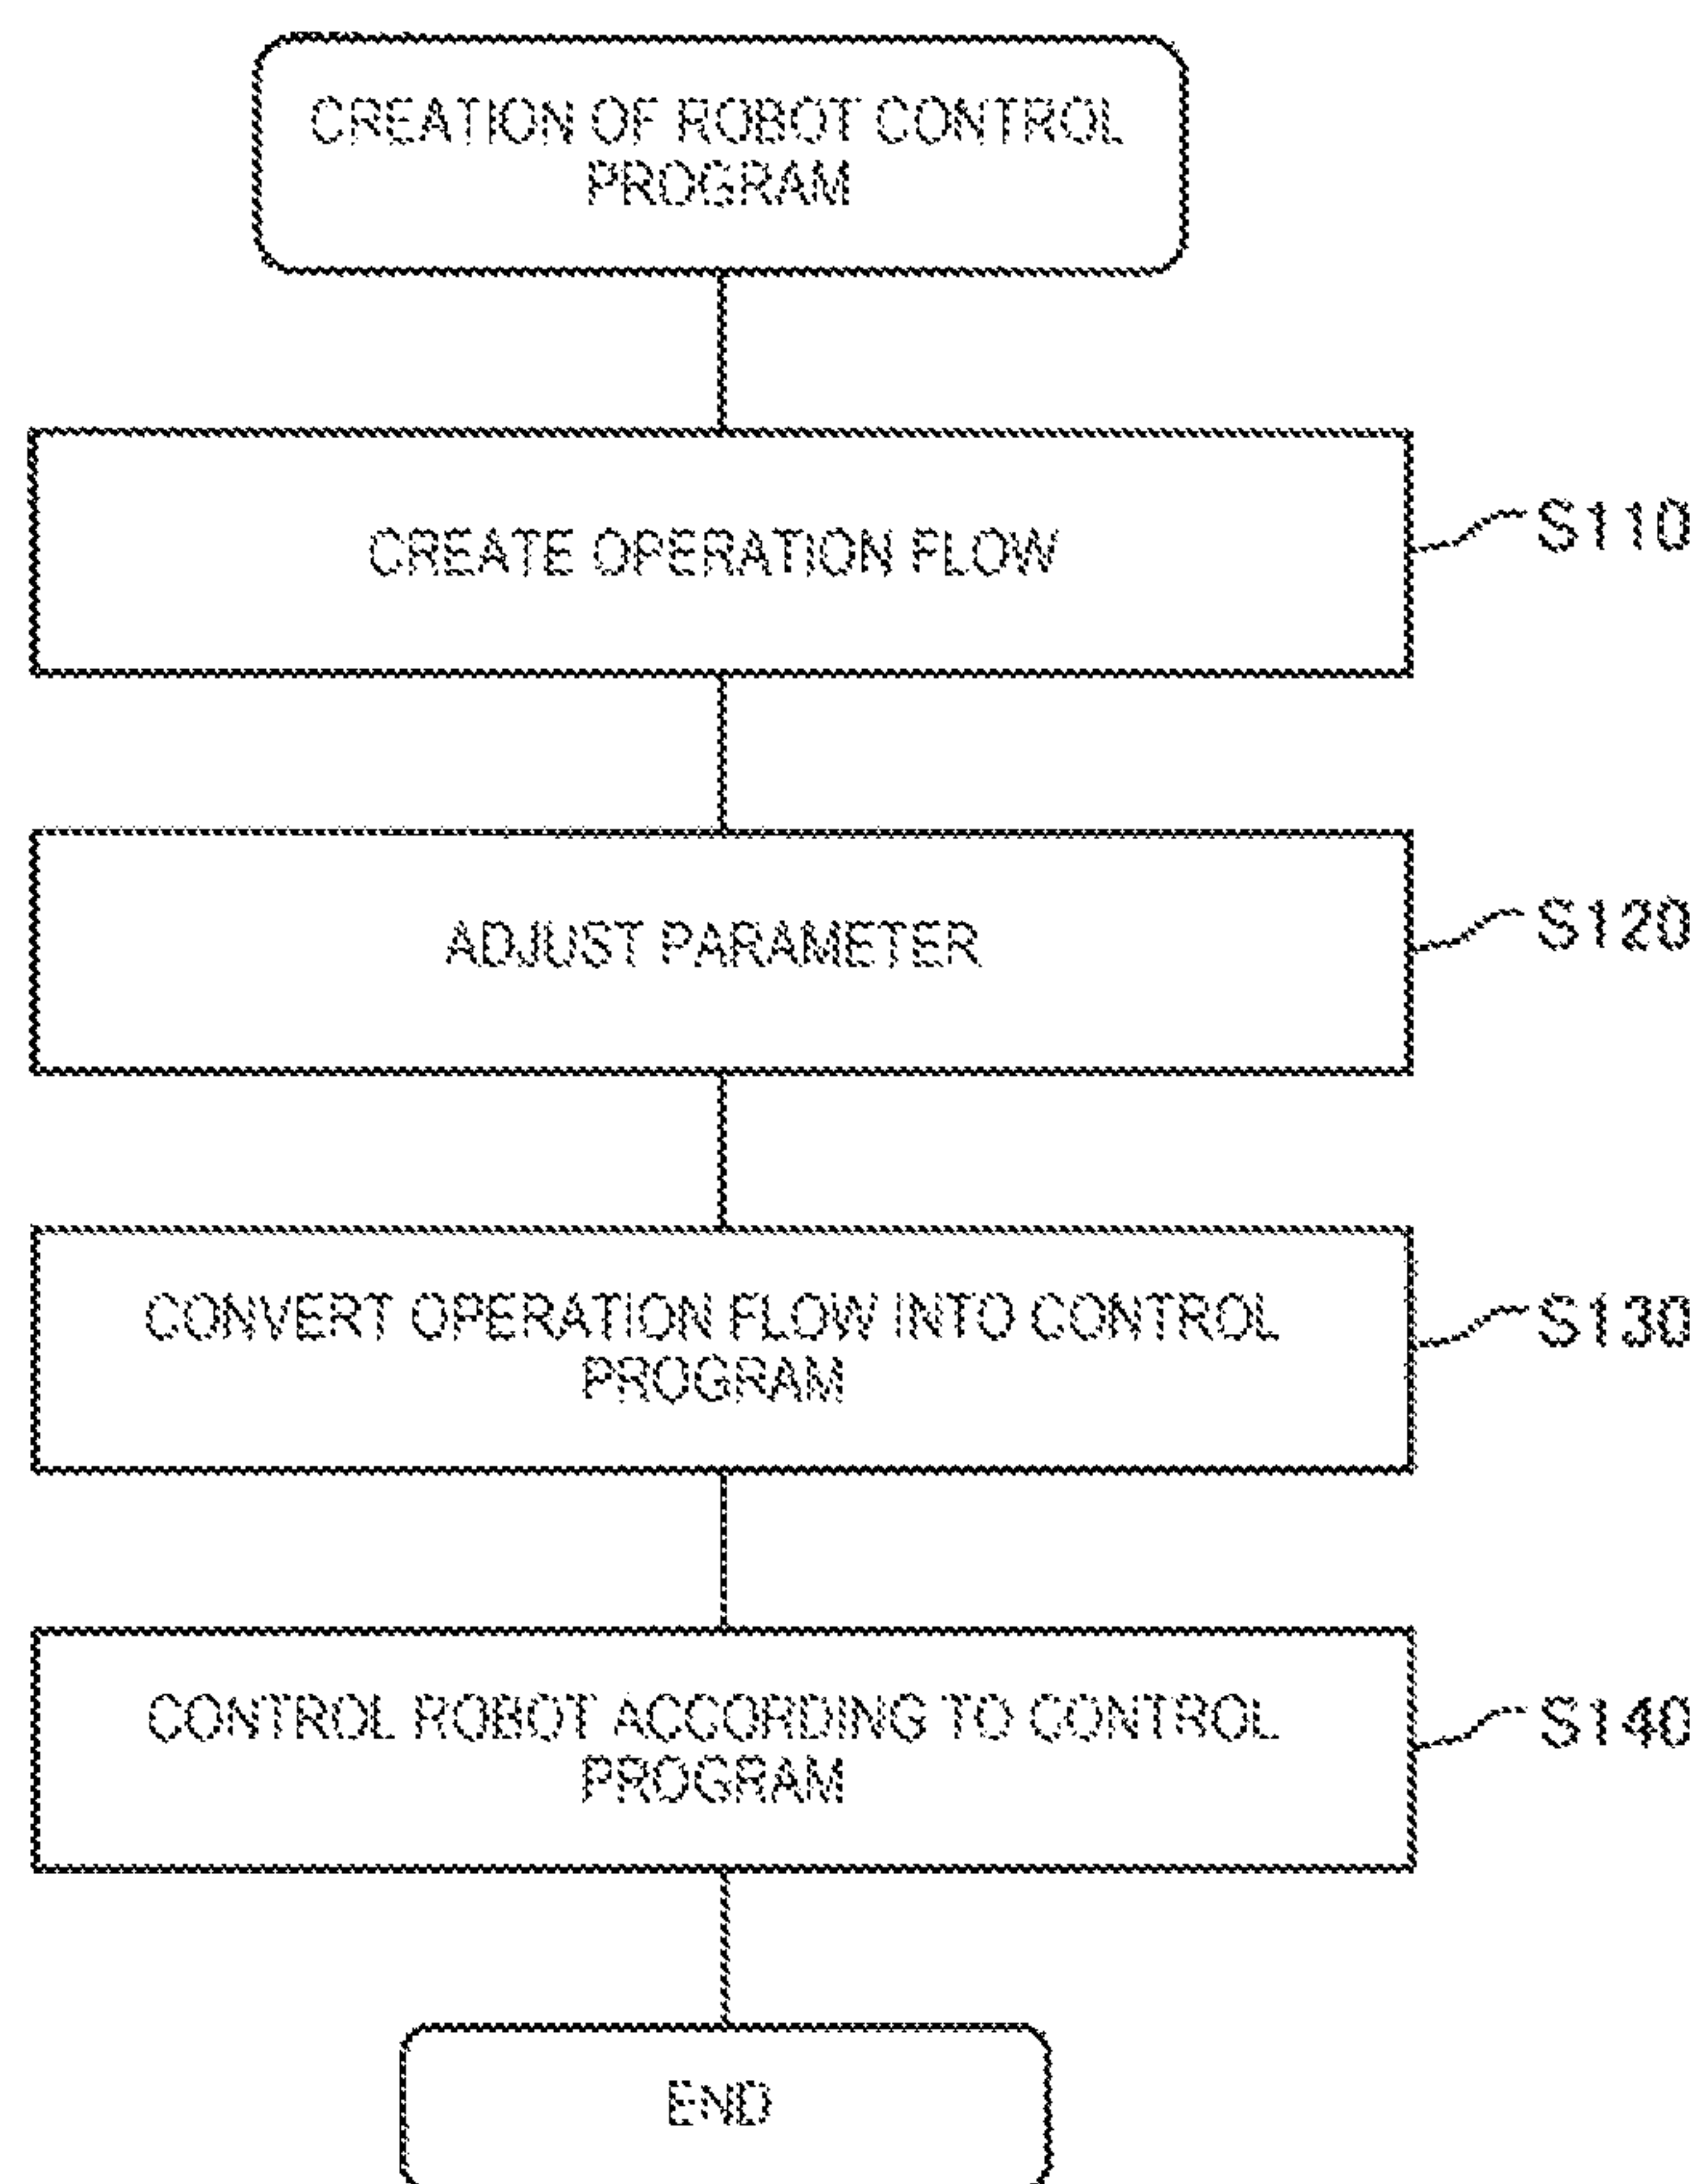 CREATION OF ROBOT CONTROL
PROGRAM
CREATE OPERATION FLOW
S110
ADJUST PARAMETER
S120
CONVERT OPERATION FLOW INTO CONTROL
PROGRAM
S130
CONTROL ROBOT ACCORDING TO CONTROL
PROGRAM
S140
END